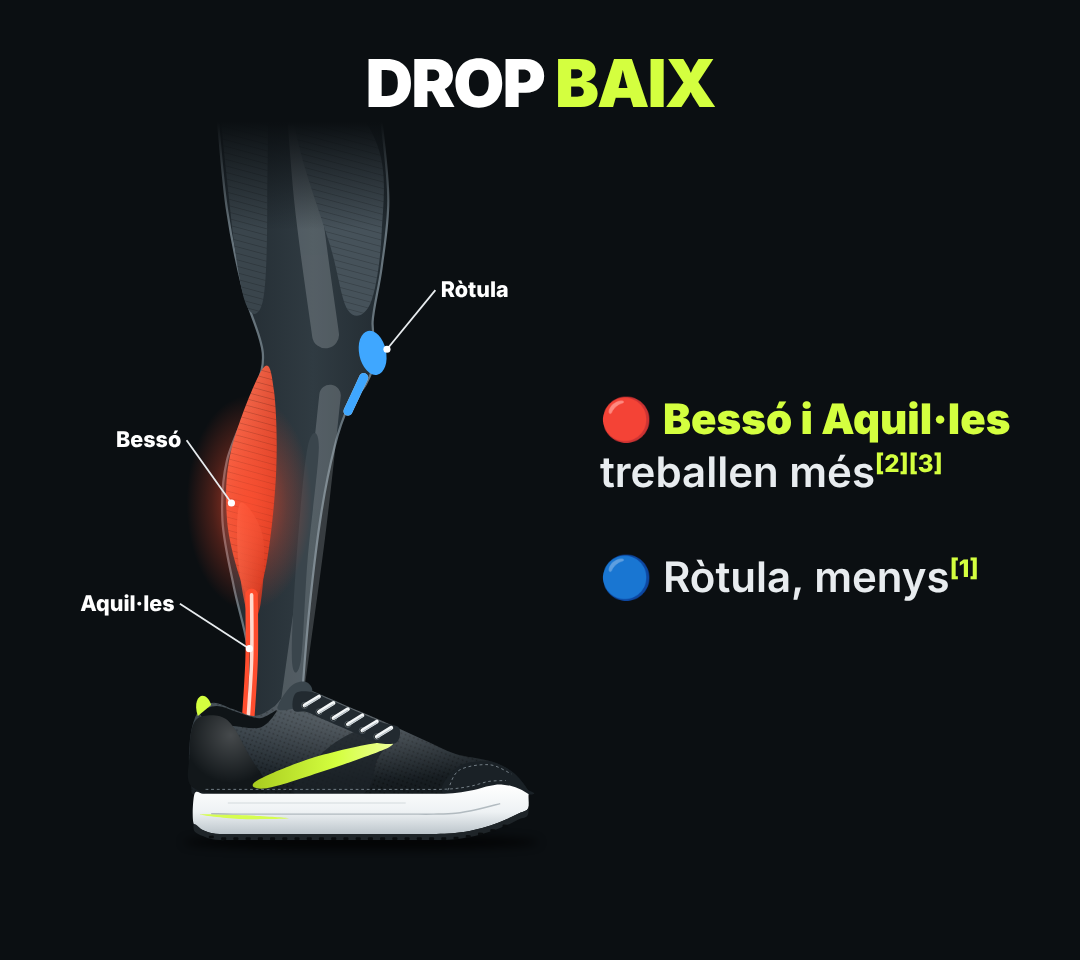 DROP BAIX
Ròtula
Bessó
Aquil·les
🔴 Bessó i Aquil·les
treballen més[2][3]
🔵 Ròtula, menys[1]